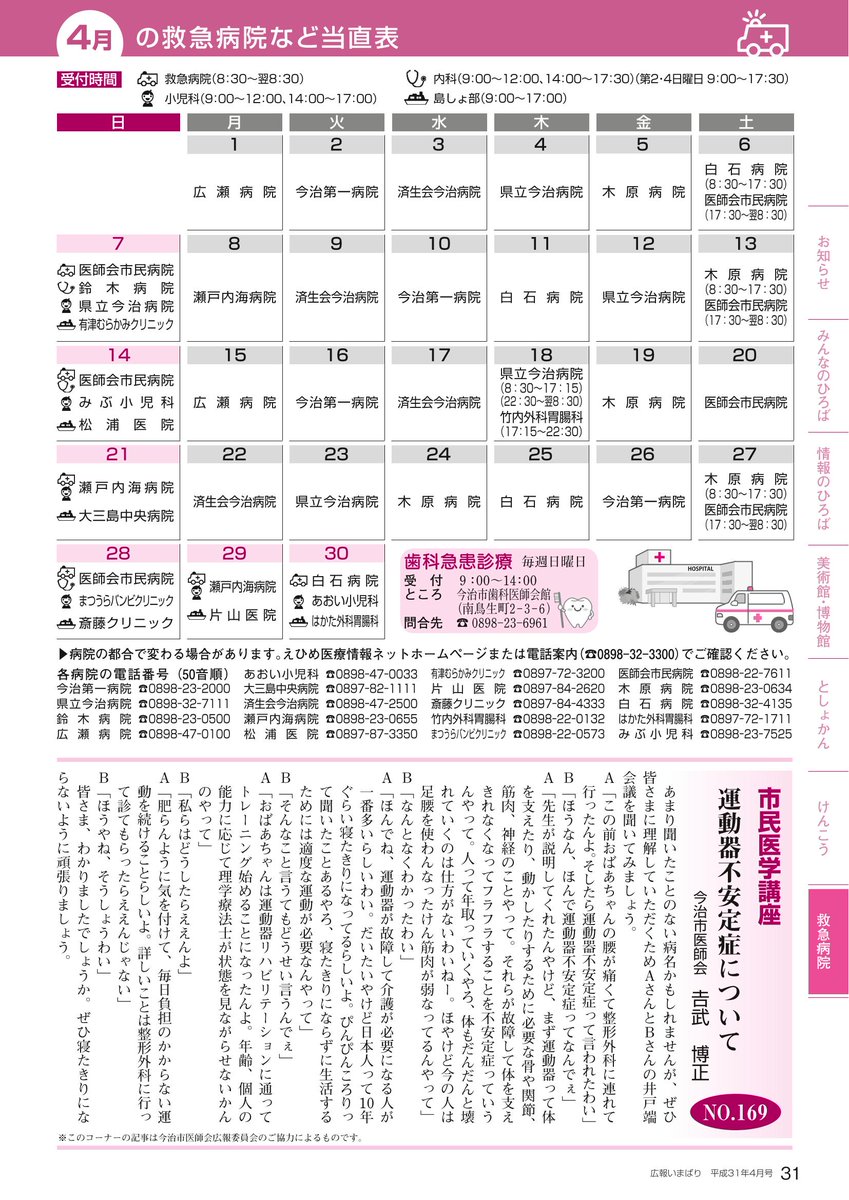 4月 の救急病院など当直表
受付時間 救急病院(8:30〜翌8:30) 内科(9:00〜12:00、14:00〜17:30)(第2・4日曜日 9:00〜17:30)
小児科(9:00〜12:00、14:00〜17:00) 島しょ部(9:00〜17:00)
日 月 火 水 木 金 土
1 2 3 4 5 6
広瀬病院 今治第一病院 済生会今治病院 県立今治病院 木原病院 白石病院
(8:30〜17:30)
医師会市民病院
(17:30〜翌8:30)
7 8 9 10 11 12 13
医師会市民病院
鈴木病院
県立今治病院
有津むらかみクリニック
瀬戸内海病院 済生会今治病院 今治第一病院 白石病院 県立今治病院 木原病院
(8:30〜17:30)
医師会市民病院
(17:30〜翌8:30)
14 15 16 17 18 19 20
医師会市民病院
みぶ小児科
松浦医院
広瀬病院 今治第一病院 済生会今治病院 県立今治病院
(8:30〜17:15)
(22:30〜翌8:30)
竹内外科胃腸科
(17:15〜22:30)
木原病院 医師会市民病院
21 22 23 24 25 26 27
瀬戸内海病院
大三島中央病院
済生会今治病院 県立今治病院 木原病院 白石病院 今治第一病院 木原病院
(8:30〜17:30)
医師会市民病院
(17:30〜翌8:30)
28 29 30
医師会市民病院
まつうらバンビクリニック
斎藤クリニック
瀬戸内海病院
片山医院
白石病院
あおい小児科
はかた外科胃腸科
歯科急患診療 毎週日曜日
受付 9:00〜14:00
ところ 今治市歯科医師会館
(南鳥生町2-3-6)
問合先 ☎0898-23-6961
HOSPITAL
▶病院の都合で変わる場合があります。えひめ医療情報ネットホームページまたは電話案内(☎0898-32-3300)でご確認ください。
各病院の電話番号(50音順) あおい小児科 ☎0898-47-0033 有津むらかみクリニック ☎0897-72-3200 医師会市民病院 ☎0898-22-7611
今治第一病院 ☎0898-23-2000 大三島中央病院 ☎0897-82-1111 片山医院 ☎0897-84-2620 木原病院 ☎0898-23-0634
県立今治病院 ☎0898-32-7111 済生会今治病院 ☎0898-47-2500 斎藤クリニック ☎0897-84-4333 白石病院 ☎0898-32-4135
鈴木病院 ☎0898-23-0500 瀬戸内海病院 ☎0898-23-0655 竹内外科胃腸科 ☎0898-22-0132 はかた外科胃腸科 ☎0897-72-1711
広瀬病院 ☎0898-47-0100 松浦医院 ☎0897-87-3350 まつうらバンビクリニック ☎0898-22-0573 みぶ小児科 ☎0898-23-7525
市民医学講座
運動器不安定症について
今治市医師会 吉武 博正
NO.169
あまり聞いたことのない病名かもしれませんが、ぜひ
皆さまに理解していただくためAさんとBさんの井戸端
会議を聞いてみましょう。
A「この前おばあちゃんの腰が痛くて整形外科に連れて
行ったんよ。そしたら運動器不安定症って言われたわい」
B「ほうなん、ほんで運動器不安定症ってなんでぇ」
A「先生が説明してくれたんやけど、まず運動器って体
を支えたり、動かしたりするために必要な骨や関節、
筋肉、神経のことやって。それらが故障して体を支え
きれなくなってフラフラすることを不安定症っていう
んやって。人って年取っていくやろ、体もだんだんと壊
れていくのは仕方がないわいねー。ほやけど今の人は
足腰を使わんなったけん筋肉が弱なってるんやって」
B「なんとなくわかったわい」
A「ほんでね、運動器が故障して介護が必要になる人が
一番多いらしいわい。だいたいやけど日本人って10年
ぐらい寝たきりになってるらしいよ。ぴんぴんころりっ
て聞いたことあるやろ、寝たきりにならずに生活する
ためには適度な運動が必要なんやって」
B「そんなこと言うてもどうせい言うんでぇ」
A「おばあちゃんは運動器リハビリテーションに通って
トレーニング始めることになったんよ。年齢、個人の
能力に応じて理学療法士が状態を見ながらせないかん
のやって」
B「私らはどうしたらええんよ」
A「肥らんように気を付けて、毎日負担のかからない運
動を続けることらしいよ。詳しいことは整形外科に行っ
て診てもらったらええんじゃない」
B「ほうやね、そうしょうわい」
皆さま、わかりましたでしょうか。ぜひ寝たきりにな
らないように頑張りましょう。
※このコーナーの記事は今治市医師会広報委員会のご協力によるものです。
お知らせ
みんなのひろば
情報のひろば
美術館・博物館
としょかん
けんこう
救急病院
広報いまばり 平成31年4月号 31